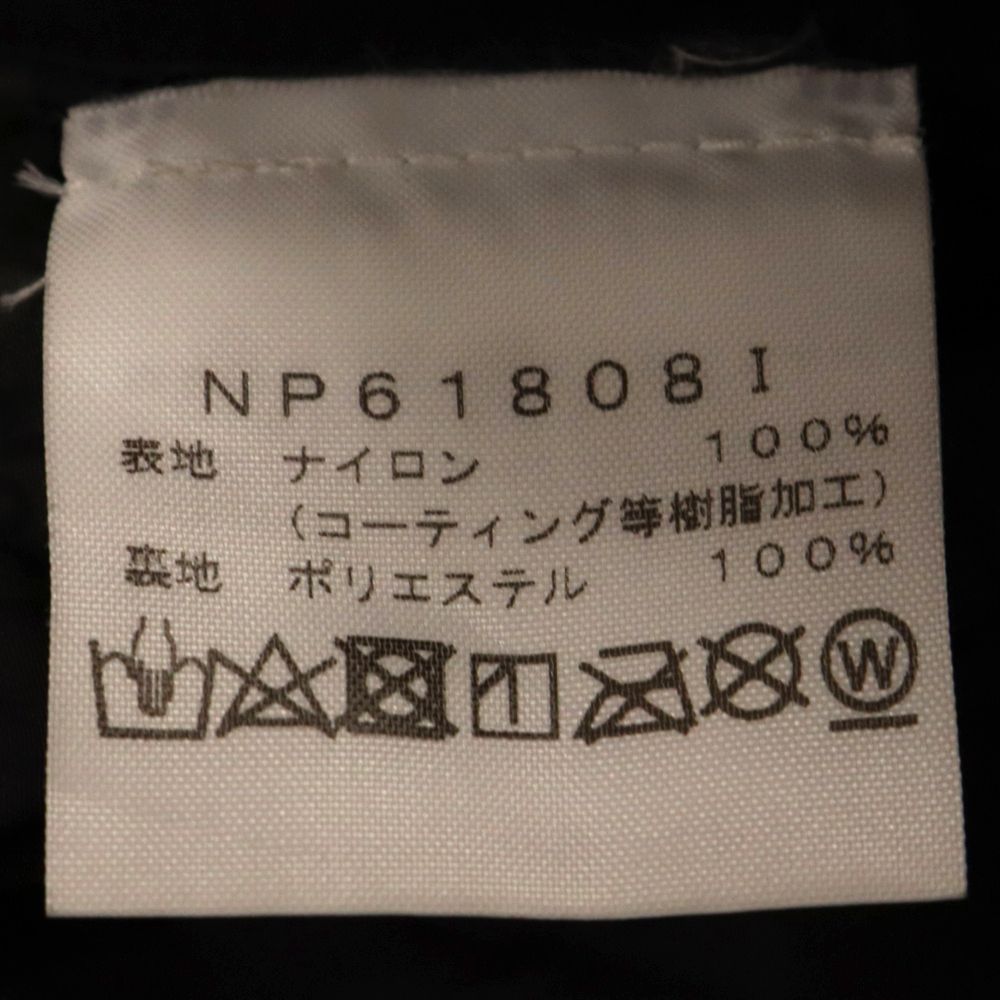 NP61808I
表地 ナイロン 100%
(コーティング等樹脂加工)
裏地 ポリエステル 100%
W